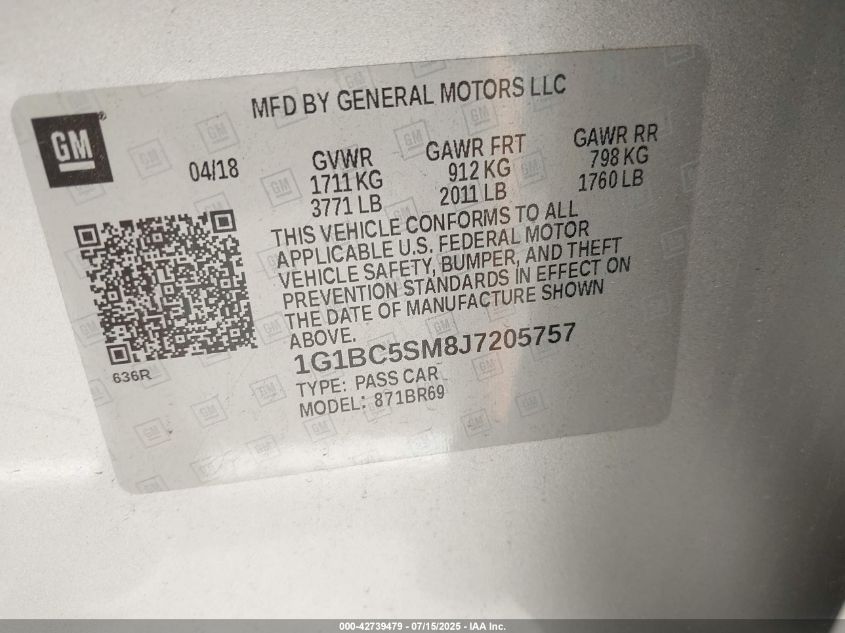 MFD BY GENERAL MOTORS LLC
GM®
04/18
GVWR
1711 KG
3771 LB
GAWR FRT
912 KG
2011 LB
GAWR RR
798 KG
1760 LB
THIS VEHICLE CONFORMS TO ALL
APPLICABLE U.S. FEDERAL MOTOR
VEHICLE SAFETY, BUMPER, AND THEFT
PREVENTION STANDARDS IN EFFECT ON
THE DATE OF MANUFACTURE SHOWN
ABOVE.
1G1BC5SM8J7205757
TYPE: PASS CAR
MODEL: 871BR69
636R
000-42739479 - 07/15/2025 - IAA Inc.